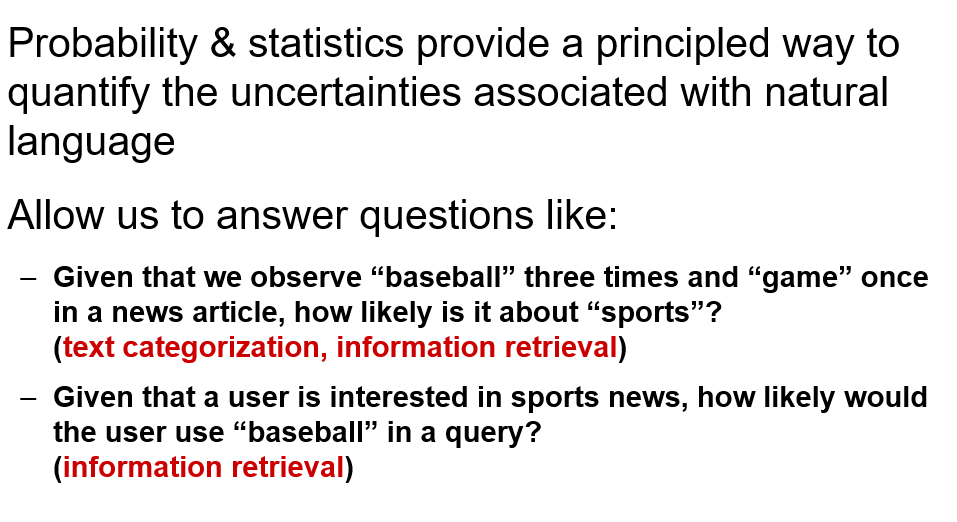 Probability & statistics provide a principled way to
quantify the uncertainties associated with natural
language
Allow us to answer questions like:
– Given that we observe “baseball” three times and “game” once
in a news article, how likely is it about “sports”?
(text categorization, information retrieval)
– Given that a user is interested in sports news, how likely would
the user use “baseball” in a query?
(information retrieval)